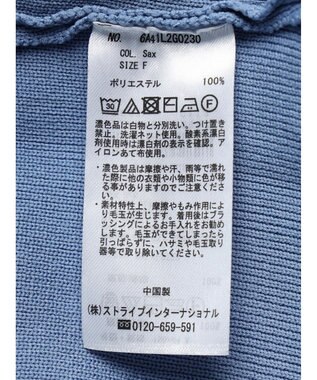 NO. 6A41L2G0230
COL. Sax
SIZE F
ポリエステル 100%
濃色品は白物と分別洗い。つけ置
き禁止。洗濯ネット使用。酸素系漂白
剤使用時は漂白剤の表示を確認。ア
イロンあて布使用。
・濃色製品は摩擦や汗、雨等で濡れ
た際に他の衣類や小物類に色が移
る事がありますのでご注意くださ
い。
・素材特性上、摩擦やもみ作用によ
り毛玉が生じます。着用後はブラ
ッシングによるお手入れをお勧め
します。毛玉ができてしまったら
引っぱらずに、ハサミや毛玉取り
器等で取り除いてください。
中国製
(株)ストライプインターナショナル
☎0120-659-591